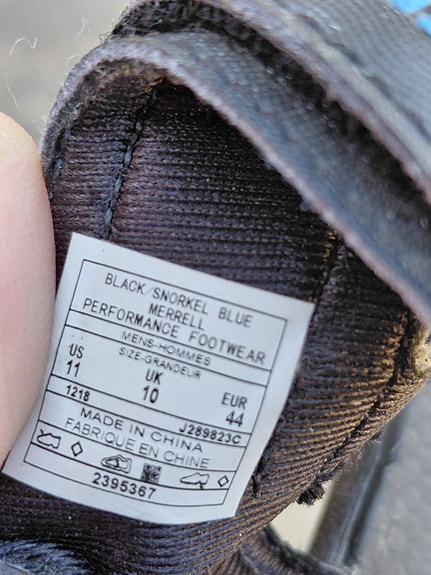 BLACK SNORKEL BLUE
MERRELL
PERFORMANCE FOOTWEAR
MENS-HOMMES
SIZE-GRANDEUR
US UK EUR
11 10 44
1218 J289823C
MADE IN CHINA
FABRIQUE EN CHINE
2395367